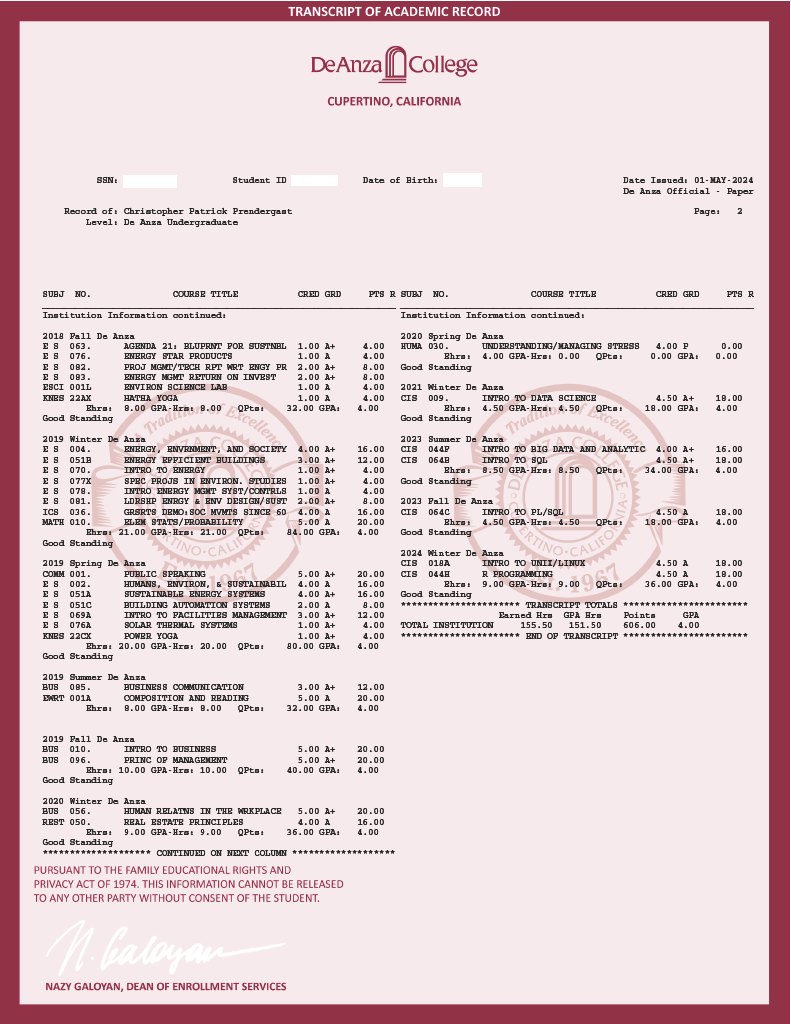 TRANSCRIPT OF ACADEMIC RECORD
DeAnza College
CUPERTINO, CALIFORNIA
SSN: Student ID Date of Birth: Date Issued: 01-MAY-2024
De Anza Official - Paper
Record of: Christopher Patrick Prendergast Page: 2
Level: De Anza Undergraduate
SUBJ NO. COURSE TITLE CRED GRD PTS R
Institution Information continued:
2018 Fall De Anza
E S 063. AGENDA 21: BLUPRNT FOR SUSTNBL 1.00 A+ 4.00
E S 076. ENERGY STAR PRODUCTS 1.00 A 4.00
E S 082. PROJ MGMT/TECH RPT WRT ENGY PR 2.00 A+ 8.00
E S 083. ENERGY MGMT RETURN ON INVEST 2.00 A+ 8.00
ESCI 001L ENVIRON SCIENCE LAB 1.00 A 4.00
KNES 22AX HATHA YOGA 1.00 A 4.00
Ehrs: 8.00 GPA-Hrs: 8.00 QPts: 32.00 GPA: 4.00
Good Standing
2019 Winter De Anza
E S 004. ENERGY, ENVRNMENT, AND SOCIETY 4.00 A+ 16.00
E S 051B ENERGY EFFICIENT BUILDINGS 3.00 A+ 12.00
E S 070. INTRO TO ENERGY 1.00 A+ 4.00
E S 077X SPEC PROJS IN ENVIRON. STUDIES 1.00 A+ 4.00
E S 078. INTRO ENERGY MGMT SYST/CONTRLS 1.00 A+ 4.00
E S 081. LDRSHP ENRGY & ENV DESIGN/SUST 2.00 A+ 8.00
ICS 036. GRSRTS DEMO:SOC MVMTS SINCE 60 4.00 A 16.00
MATH 010. ELEM STATS/PROBABILITY 5.00 A 20.00
Ehrs: 21.00 GPA-Hrs: 21.00 QPts: 84.00 GPA: 4.00
Good Standing
2019 Spring De Anza
COMM 001. PUBLIC SPEAKING 5.00 A+ 20.00
E S 002. HUMANS, ENVIRON, & SUSTAINABIL 4.00 A 16.00
E S 051A SUSTAINABLE ENERGY SYSTEMS 4.00 A+ 16.00
E S 051C BUILDING AUTOMATION SYSTEMS 2.00 A 8.00
E S 069A INTRO TO FACILITIES MANAGEMENT 3.00 A+ 12.00
E S 076A SOLAR THERMAL SYSTEMS 1.00 A+ 4.00
KNES 22CX POWER YOGA 1.00 A+ 4.00
Ehrs: 20.00 GPA-Hrs: 20.00 QPts: 80.00 GPA: 4.00
Good Standing
2019 Summer De Anza
BUS 085. BUSINESS COMMUNICATION 3.00 A+ 12.00
EWRT 001A COMPOSITION AND READING 5.00 A 20.00
Ehrs: 8.00 GPA-Hrs: 8.00 QPts: 32.00 GPA: 4.00
2019 Fall De Anza
BUS 010. INTRO TO BUSINESS 5.00 A+ 20.00
BUS 096. PRINC OF MANAGEMENT 5.00 A+ 20.00
Ehrs: 10.00 GPA-Hrs: 10.00 QPts: 40.00 GPA: 4.00
Good Standing
2020 Winter De Anza
BUS 056. HUMAN RELATNS IN THE WRKPLACE 5.00 A+ 20.00
REST 050. REAL ESTATE PRINCIPLES 4.00 A 16.00
Ehrs: 9.00 GPA-Hrs: 9.00 QPts: 36.00 GPA: 4.00
Good Standing
******************** CONTINUED ON NEXT COLUMN *******************
SUBJ NO. COURSE TITLE CRED GRD PTS R
Institution Information continued:
2020 Spring De Anza
HUMA 030. UNDERSTANDING/MANAGING STRESS 4.00 P 0.00
Ehrs: 4.00 GPA-Hrs: 0.00 QPts: 0.00 GPA: 0.00
Good Standing
2021 Winter De Anza
CIS 009. INTRO TO DATA SCIENCE 4.50 A+ 18.00
Ehrs: 4.50 GPA-Hrs: 4.50 QPts: 18.00 GPA: 4.00
Good Standing
2023 Summer De Anza
CIS 044F INTRO TO BIG DATA AND ANALYTIC 4.00 A+ 16.00
CIS 064B INTRO TO SQL 4.50 A+ 18.00
Ehrs: 8.50 GPA-Hrs: 8.50 QPts: 34.00 GPA: 4.00
Good Standing
2023 Fall De Anza
CIS 064C INTRO TO PL/SQL 4.50 A 18.00
Ehrs: 4.50 GPA-Hrs: 4.50 QPts: 18.00 GPA: 4.00
Good Standing
2024 Winter De Anza
CIS 018A INTRO TO UNIX/LINUX 4.50 A 18.00
CIS 044H R PROGRAMMING 4.50 A 18.00
Ehrs: 9.00 GPA-Hrs: 9.00 QPts: 36.00 GPA: 4.00
Good Standing
********************** TRANSCRIPT TOTALS ***********************
Earned Hrs GPA Hrs Points GPA
TOTAL INSTITUTION 155.50 151.50 606.00 4.00
********************** END OF TRANSCRIPT ***********************
PURSUANT TO THE FAMILY EDUCATIONAL RIGHTS AND
PRIVACY ACT OF 1974. THIS INFORMATION CANNOT BE RELEASED
TO ANY OTHER PARTY WITHOUT CONSENT OF THE STUDENT.
N. Galoyan
NAZY GALOYAN, DEAN OF ENROLLMENT SERVICES